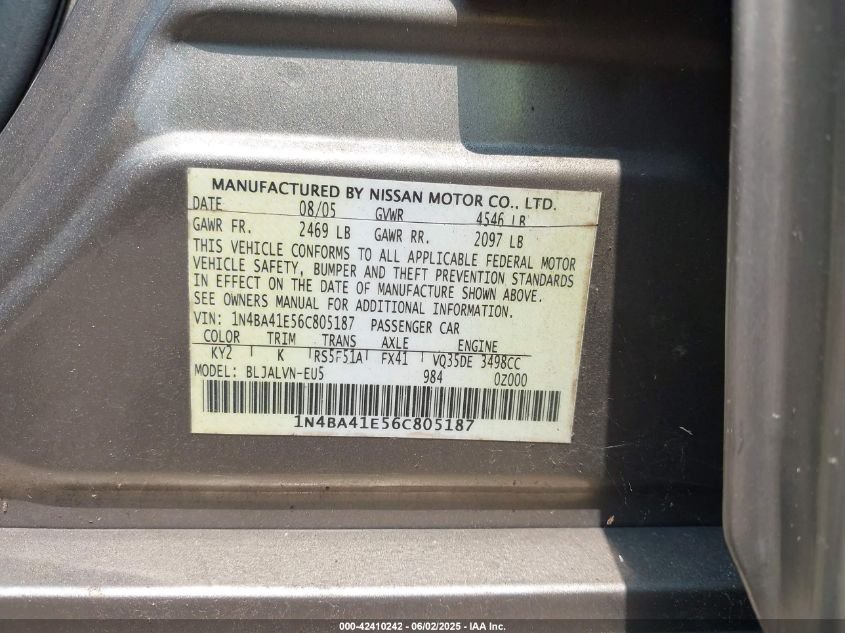 MANUFACTURED BY NISSAN MOTOR CO., LTD.
DATE 08/05 GVWR 4546 LB
GAWR FR. 2469 LB GAWR RR. 2097 LB
THIS VEHICLE CONFORMS TO ALL APPLICABLE FEDERAL MOTOR
VEHICLE SAFETY, BUMPER AND THEFT PREVENTION STANDARDS
IN EFFECT ON THE DATE OF MANUFACTURE SHOWN ABOVE.
SEE OWNERS MANUAL FOR ADDITIONAL INFORMATION.
VIN: 1N4BA41E56C805187 PASSENGER CAR
COLOR TRIM TRANS AXLE ENGINE
KY2 K RS5F51A FX41 VQ35DE 3498CC
MODEL: BLJALVN-EU5 984 0Z000
1N4BA41E56C805187
000-42410242 - 06/02/2025 - IAA Inc.